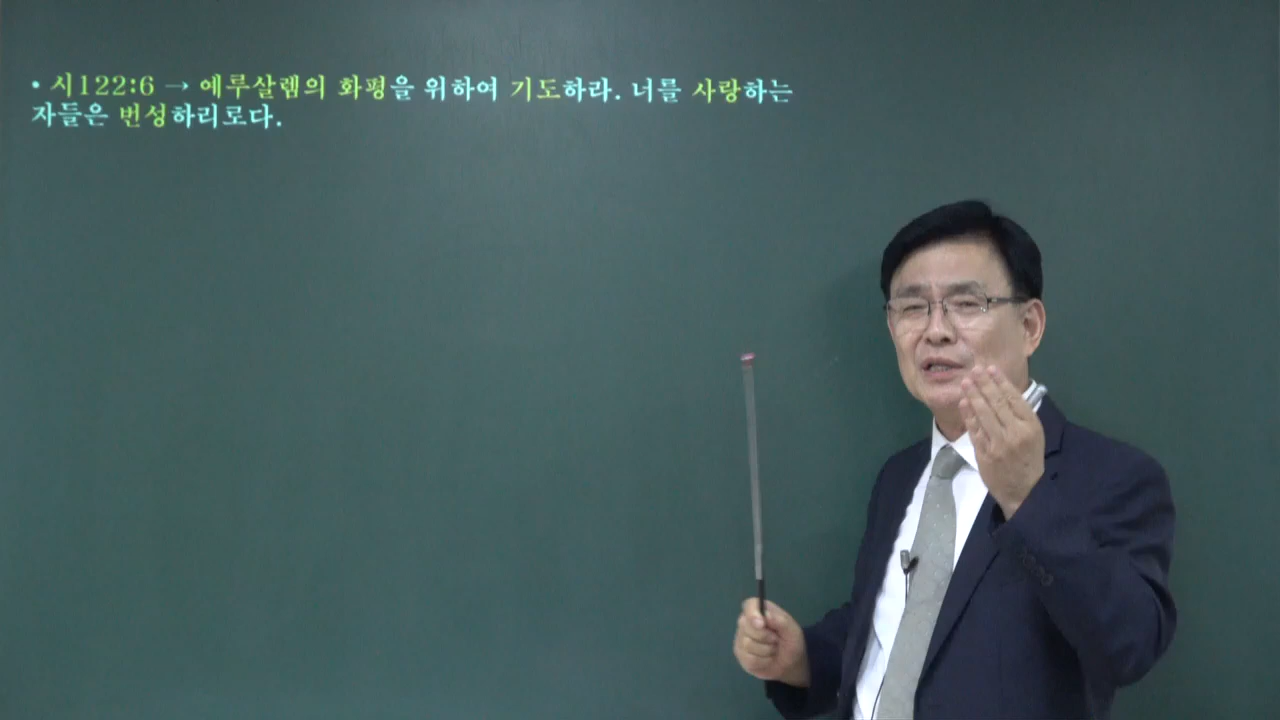 • 시122:6 → 예루살렘의 화평을 위하여 기도하라. 너를 사랑하는
자들은 번성하리로다.